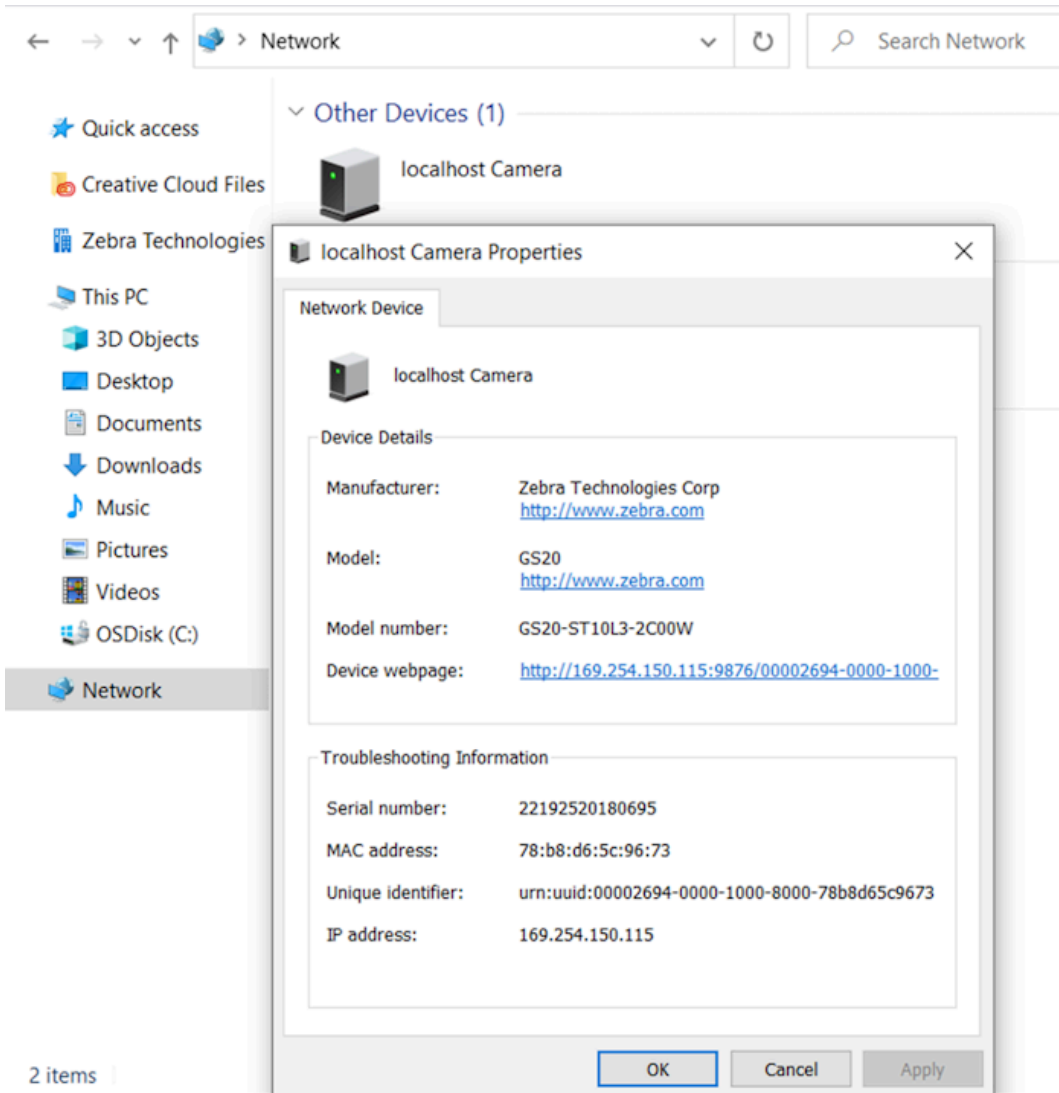 Network
Search Network
Quick access
Creative Cloud Files
Zebra Technologies
This PC
3D Objects
Desktop
Documents
Downloads
Music
Pictures
Videos
OSDisk (C:)
Network
Other Devices (1)
localhost Camera
localhost Camera Properties
Network Device
localhost Camera
Device Details
Manufacturer: Zebra Technologies Corp
http://www.zebra.com
Model: GS20
http://www.zebra.com
Model number: GS20-ST10L3-2C00W
Device webpage: http://169.254.150.115:9876/00002694-0000-1000-
Troubleshooting Information
Serial number: 22192520180695
MAC address: 78:b8:d6:5c:96:73
Unique identifier: urn:uuid:00002694-0000-1000-8000-78b8d65c9673
IP address: 169.254.150.115
OK Cancel Apply
2 items